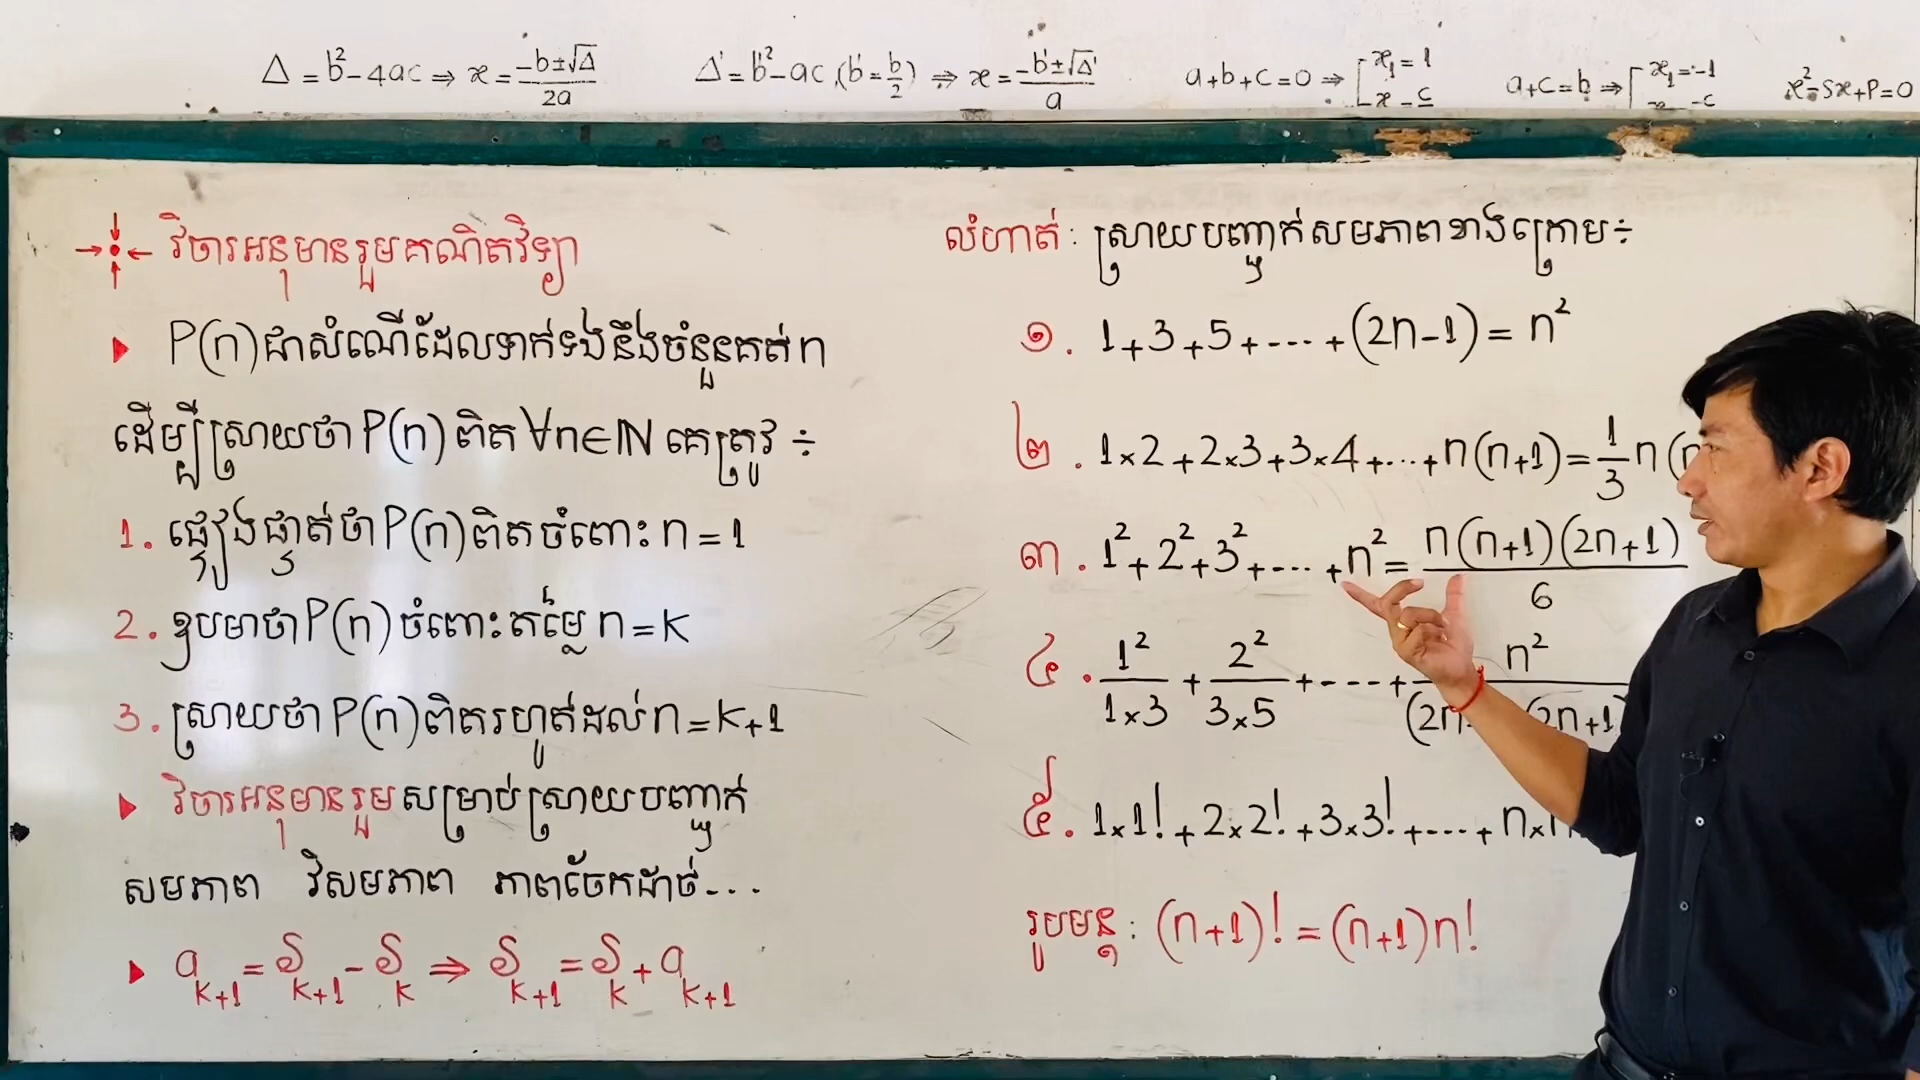 Δ = b² - 4ac ⇒ x = (-b±√Δ)/2a
Δ' = b'² - ac, (b' = b/2) ⇒ x = (-b'±√Δ')/a
a+b+c=0 ⇒ [x₁ = 1
x = c
a+c=b ⇒ [x₁ = -1
-c
x² - Sx + P = 0
វិចារអនុមានរួមគណិតវិទ្យា
P(n) ជាសំណើដែលទាក់ទងនឹងចំនួនគត់ n
ដើម្បីស្រាយថា P(n) ពិត ∀n∈ℕ គេត្រូវ ÷
1. ផ្ទៀងផ្ទាត់ថា P(n) ពិតចំពោះ n = 1
2. ឧបមាថា P(n) ចំពោះតម្លៃ n = k
3. ស្រាយថា P(n) ពិតរហូតដល់ n = k+1
វិចារអនុមានរួមសម្រាប់ស្រាយបញ្ជាក់
សមភាព វិសមភាព ភាពចែកដាច់...
a_{k+1} = S_{k+1} - S_k ⇒ S_{k+1} = S_k + a_{k+1}
លំហាត់: ស្រាយបញ្ជាក់សមភាពខាងក្រោម ÷
១. 1+3+5+....+(2n-1) = n²
២. 1×2+2×3+3×4+...+n(n+1) = 1/3 n(n
៣. 1²+2²+3²+....+n² = n(n+1)(2n+1)/6
៤. 1²/(1×3) + 2²/(3×5) + ---+ n²/(2n 2n+1)
៥. 1×1! + 2×2! + 3×3! +....+ n×n
រូបមន្ត: (n+1)! = (n+1)n!